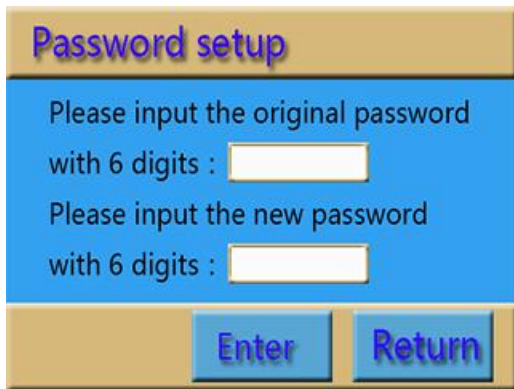 Password setup
Please input the original password
with 6 digits :
Please input the new password
with 6 digits :
Enter Return